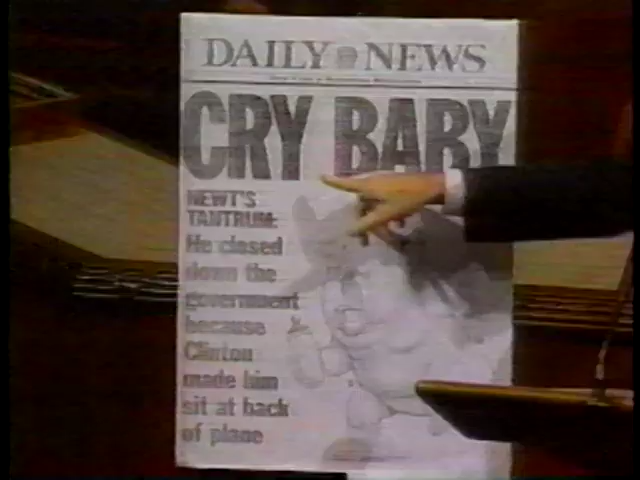 DAILY NEWS
CRY BABY
NEWT'S
TANTRUM:
He closed
down the
government
because
Clinton
made him
sit at back
of plane